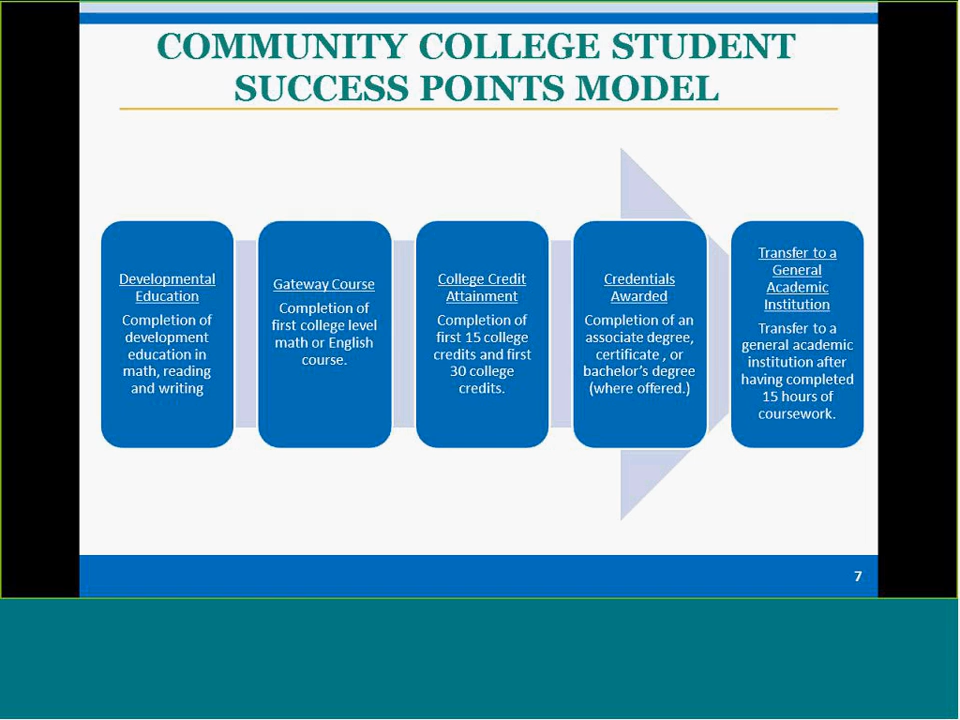 COMMUNITY COLLEGE STUDENT
SUCCESS POINTS MODEL
Developmental
Education
Completion of
development
education in
math, reading
and writing
Gateway Course
Completion of
first college level
math or English
course.
College Credit
Attainment
Completion of
first 15 college
credits and first
30 college
credits.
Credentials
Awarded
Completion of an
associate degree,
certificate , or
bachelor's degree
(where offered.)
Transfer to a
General
Academic
Institution
Transfer to a
general academic
institution after
having completed
15 hours of
coursework.
7